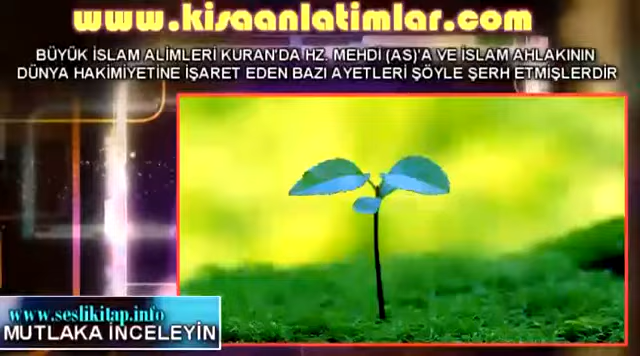 www.kisaanlatimlar.com
BÜYÜK İSLAM ALİMLERİ KURAN'DA HZ. MEHDİ (AS)'A VE İSLAM AHLAKININ
DÜNYA HAKİMİYETİNE İŞARET EDEN BAZI AYETLERİ ŞÖYLE ŞERH ETMİŞLERDİR
www.seslikitap.info
MUTLAKA İNCELEYİN